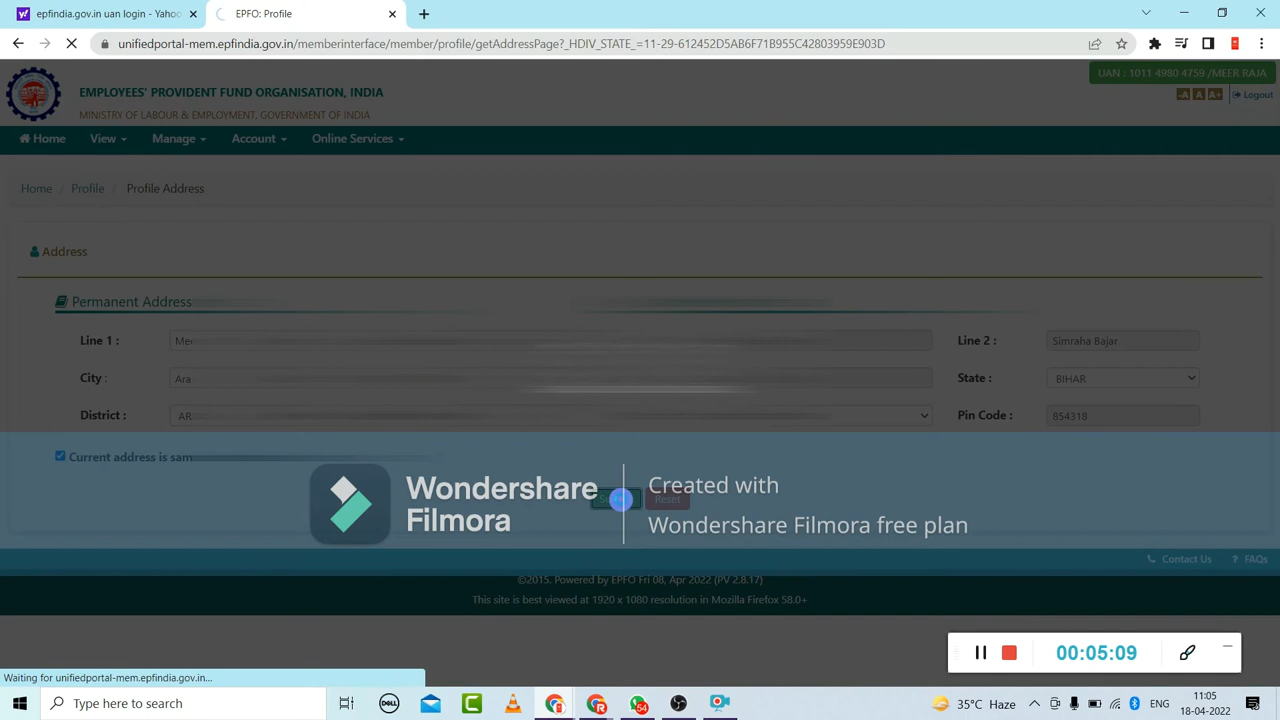 epfindia.gov.in uan login - Yahoo
EPFO: Profile
unifiedportal-mem.epfindia.gov.in/memberinterface/member/profile/getAddressPage?_HDIV_STATE_=11-29-612452D5AB6F71B955C42803959E903D
UAN : 1011 4980 4759 /MEER RAJA
EMPLOYEES' PROVIDENT FUND ORGANISATION, INDIA
MINISTRY OF LABOUR & EMPLOYMENT, GOVERNMENT OF INDIA
-A A A+ Logout
Home View Manage Account Online Services
Home / Profile / Profile Address
Address
Permanent Address
Line 1 : Mee Line 2 : Simraha Bajar
City : Ara State : BIHAR
District : AR Pin Code : 854318
Current address is sam
Reset
Wondershare
Filmora
Created with
Wondershare Filmora free plan
Contact Us ? FAQs
©2015. Powered by EPFO Fri 08, Apr 2022 (PV 2.8.17)
This site is best viewed at 1920 x 1080 resolution in Mozilla Firefox 58.0+
00:05:09
Waiting for unifiedportal-mem.epfindia.gov.in...
Type here to search
DELL
54
35°C Haze
ENG
11:05
18-04-2022